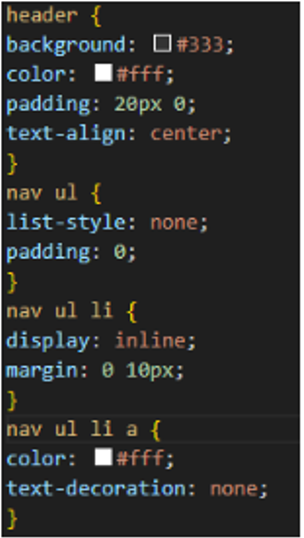 header {
background: #333;
color: #fff;
padding: 20px 0;
text-align: center;
}
nav ul {
list-style: none;
padding: 0;
}
nav ul li {
display: inline;
margin: 0 10px;
}
nav ul li a {
color: #fff;
text-decoration: none;
}